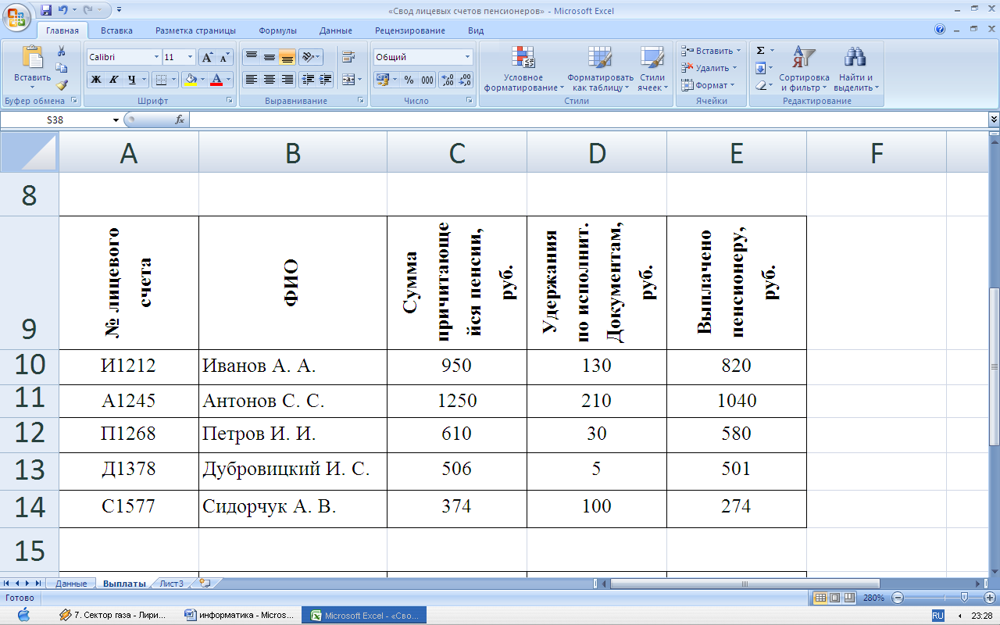 «Свод лицевых счетов пенсионеров» - Microsoft Excel
Главная Вставка Разметка страницы Формулы Данные Рецензирование Вид
Вставить
Буфер обмена
Calibri 11
Ж К Ч
Шрифт
Выравнивание
Общий
% 000
Число
Условное форматирование
Форматировать как таблицу
Стили ячеек
Стили
Вставить
Удалить
Формат
Ячейки
Σ
Сортировка и фильтр
Найти и выделить
Редактирование
S38 fx
A B C D E F
8
9
№ лицевого
счета
ФИО
Сумма
причитающе
йся пенсии,
руб.
Удержания
по исполнит.
Документам,
руб.
Выплачено
пенсионеру,
руб.
10 И1212 Иванов А. А. 950 130 820
11 А1245 Антонов С. С. 1250 210 1040
12 П1268 Петров И. И. 610 30 580
13 Д1378 Дубровицкий И. С. 506 5 501
14 С1577 Сидорчук А. В. 374 100 274
15
Данные Выплаты Лист3
Готово 280%
7. Сектор газа - Лири... информатика - Micros... Microsoft Excel - «Сво... RU 23:28